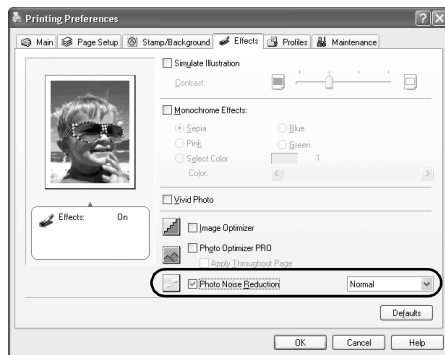 Printing Preferences
Main Page Setup Stamp/Background Effects Profiles Maintenance
Simulate Illustration
Contrast:
Monochrome Effects:
Sepia Blue
Pink Green
Select Color 1
Color:
Vivid Photo
Effects: On
Image Optimizer
Photo Optimizer PRO
Apply Throughout Page
Photo Noise Reduction Normal
Defaults
OK Cancel Help